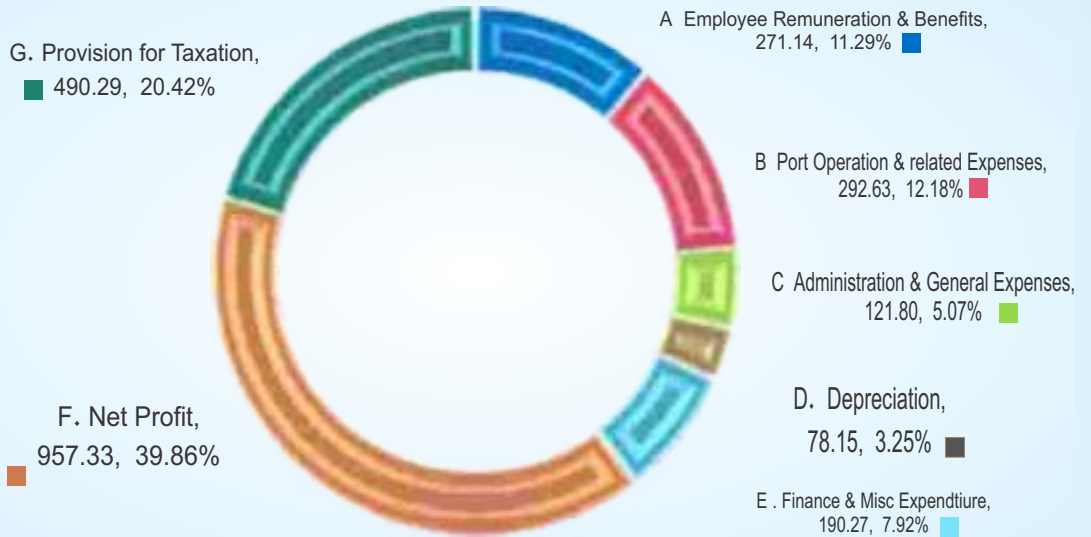 A Employee Remuneration & Benefits,
271.14, 11.29%
B Port Operation & related Expenses,
292.63, 12.18%
C Administration & General Expenses,
121.80, 5.07%
D. Depreciation,
78.15, 3.25%
E . Finance & Misc Expendtiure,
190.27, 7.92%
F. Net Profit,
957.33, 39.86%
G. Provision for Taxation,
490.29, 20.42%